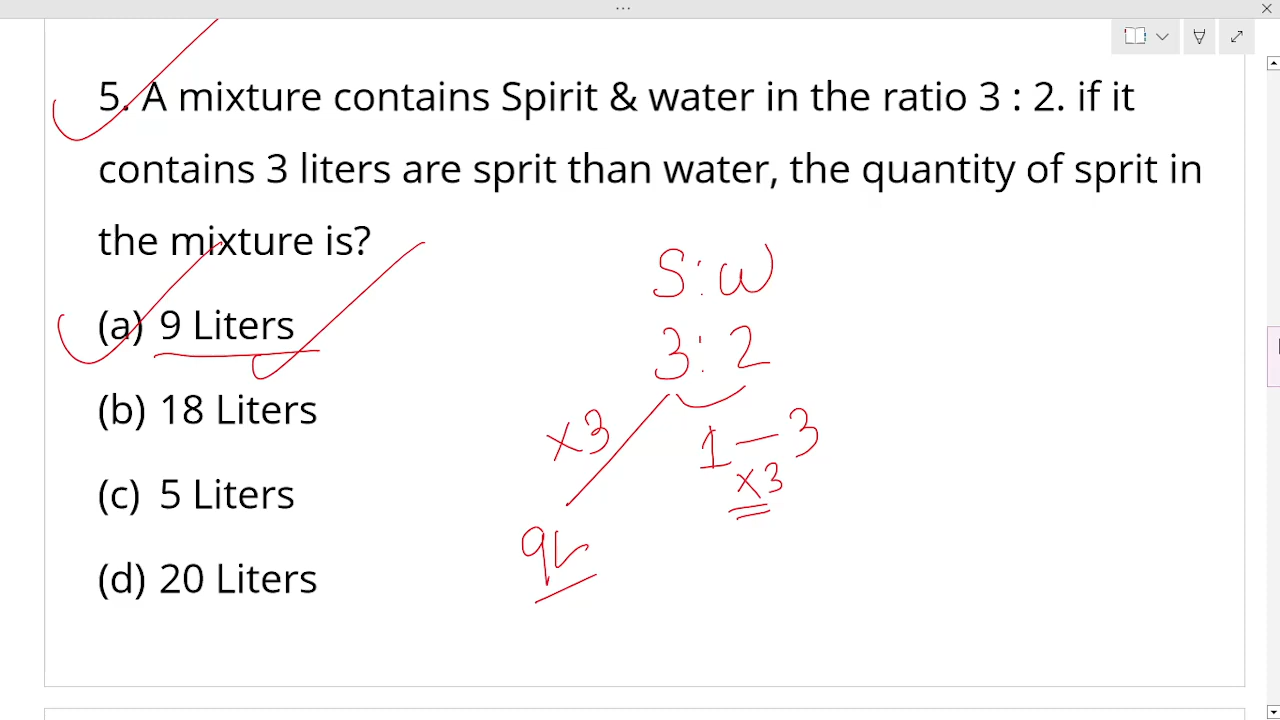 5. A mixture contains Spirit & water in the ratio 3 : 2. if it
contains 3 liters are sprit than water, the quantity of sprit in
the mixture is?
S : W
(a) 9 Liters
3 : 2
(b) 18 Liters
×3
1 — 3
×3
(c) 5 Liters
9L
(d) 20 Liters